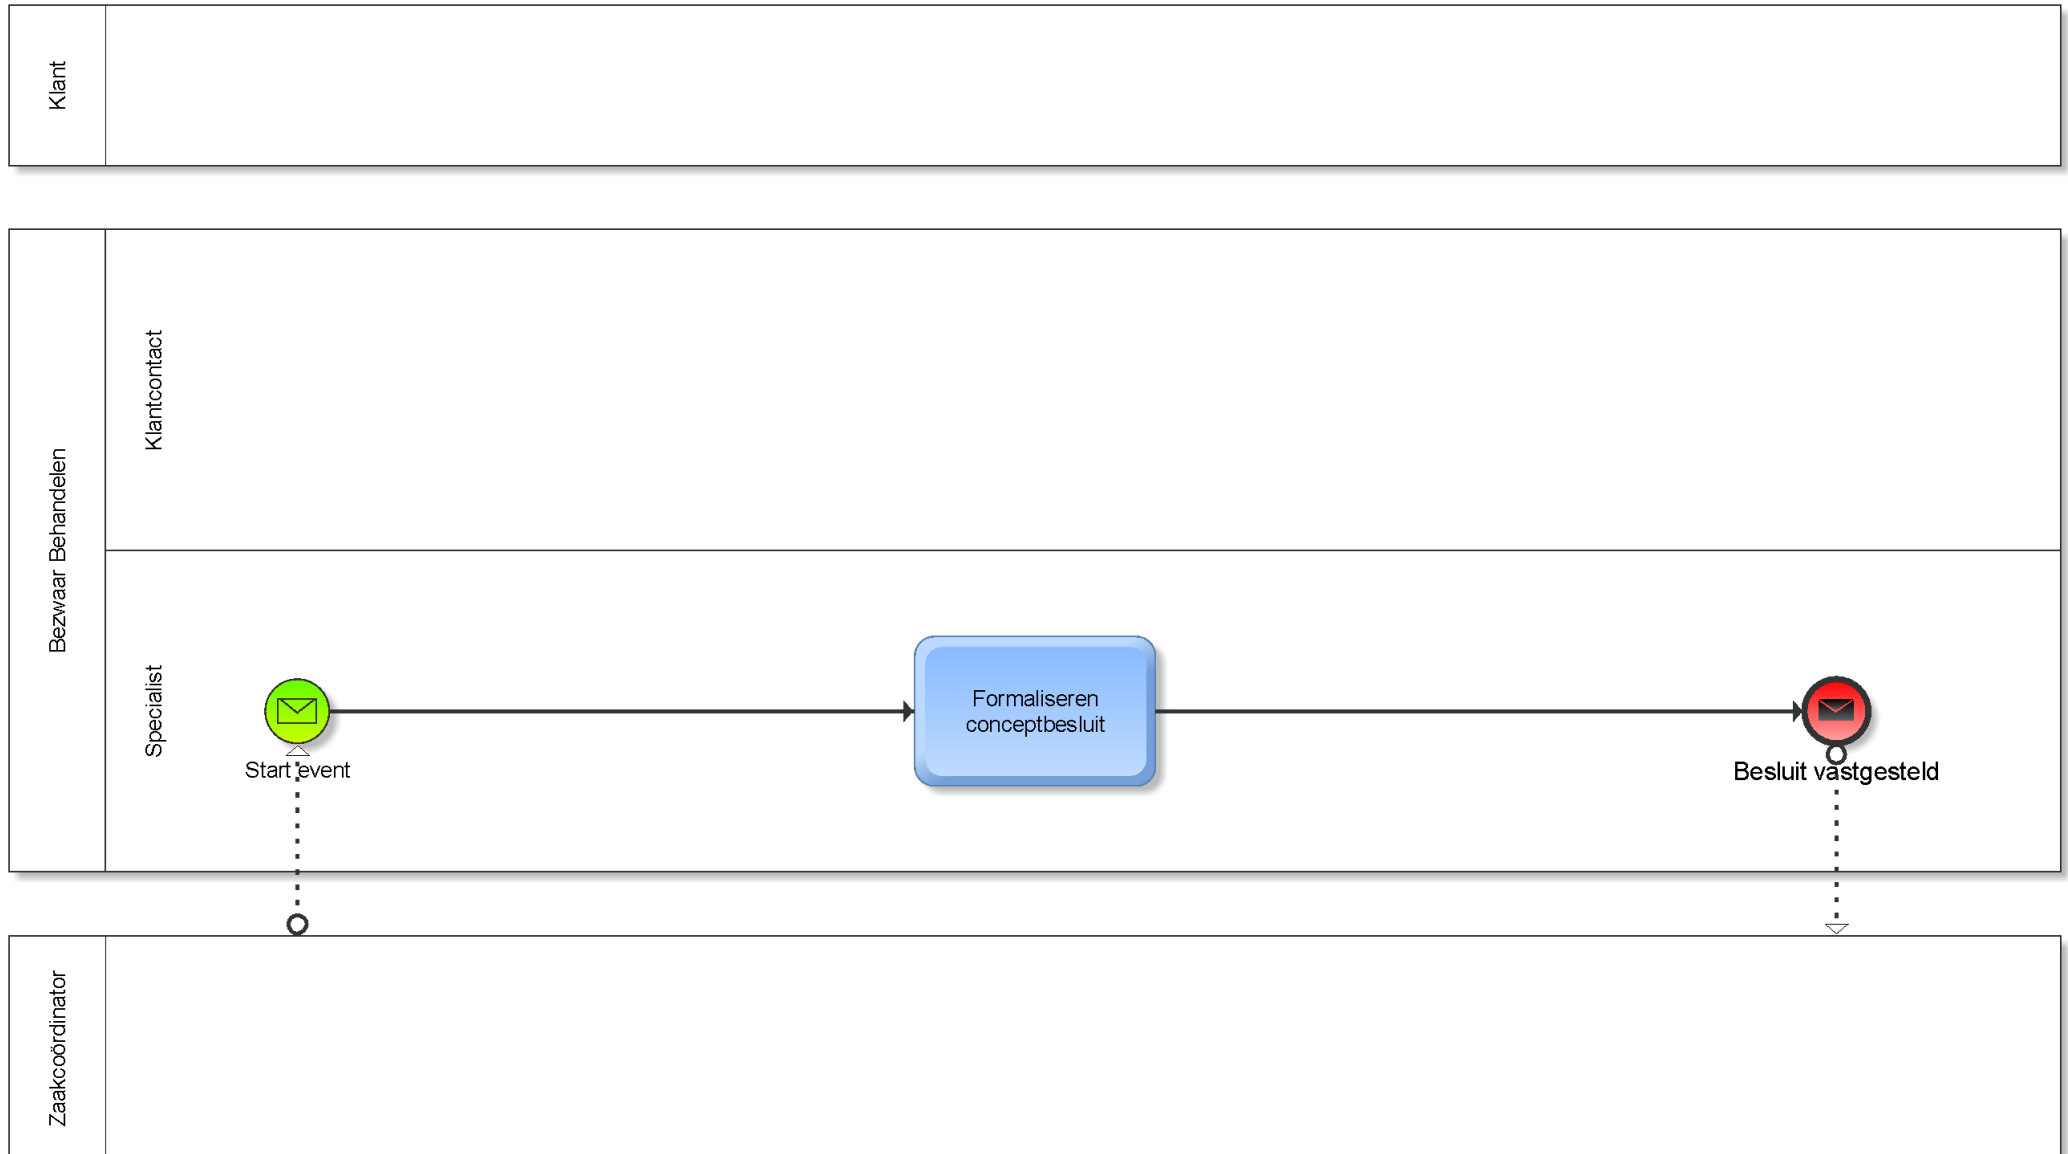 Klant
Bezwaar Behandelen
Klantcontact
Specialist
Start event
Formaliseren
conceptbesluit
Besluit vastgesteld
Zaakcoördinator